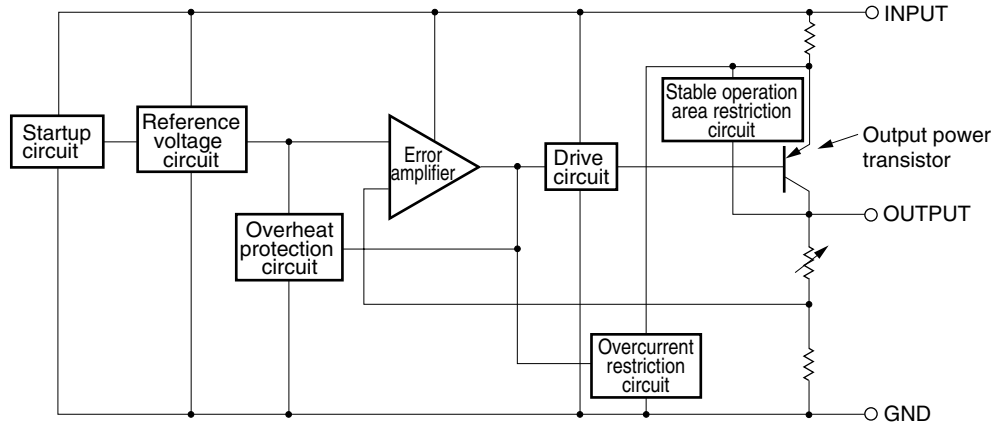 INPUT
Startup
circuit
Reference
voltage
circuit
Error
amplifier
Drive
circuit
Stable operation
area restriction
circuit
Output power
transistor
OUTPUT
Overheat
protection
circuit
Overcurrent
restriction
circuit
GND